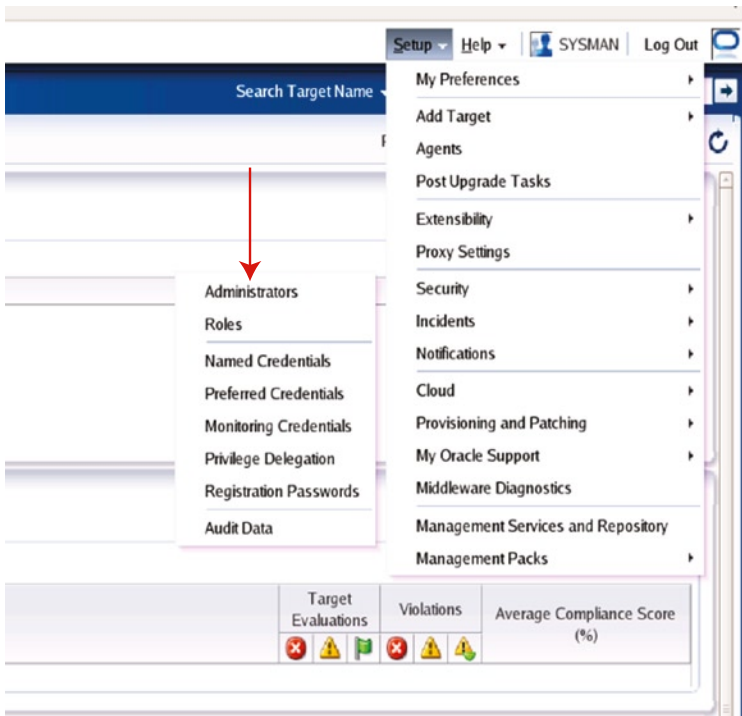 Setup Help SYSMAN Log Out
Search Target Name
My Preferences
Add Target
Agents
Post Upgrade Tasks
Extensibility
Proxy Settings
Security
Incidents
Notifications
Cloud
Provisioning and Patching
My Oracle Support
Middleware Diagnostics
Management Services and Repository
Management Packs
Administrators
Roles
Named Credentials
Preferred Credentials
Monitoring Credentials
Privilege Delegation
Registration Passwords
Audit Data
Target
Evaluations
Violations
Average Compliance Score
(%)